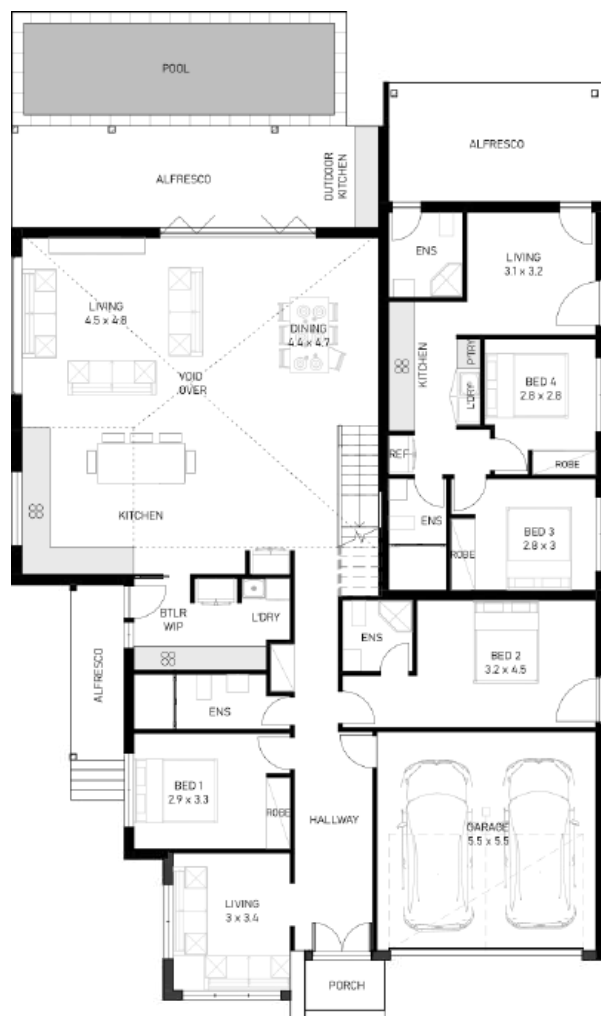 POOL
ALFRESCO
OUTDOOR
KITCHEN
ALFRESCO
ENS
LIVING
3.1 x 3.2
LIVING
4.5 x 4.8
DINING
4.4 x 4.7
VOID
OVER
KITCHEN
P'TRY
L'DRY
BED 4
2.8 x 2.8
ROBE
REF
KITCHEN
ENS
BED 3
2.8 x 3
ROBE
BTLR
WIP
L'DRY
ENS
BED 2
3.2 x 4.5
ALFRESCO
ENS
BED 1
2.9 x 3.3
ROBE
HALLWAY
GARAGE
5.5 x 5.5
LIVING
3 x 3.4
PORCH